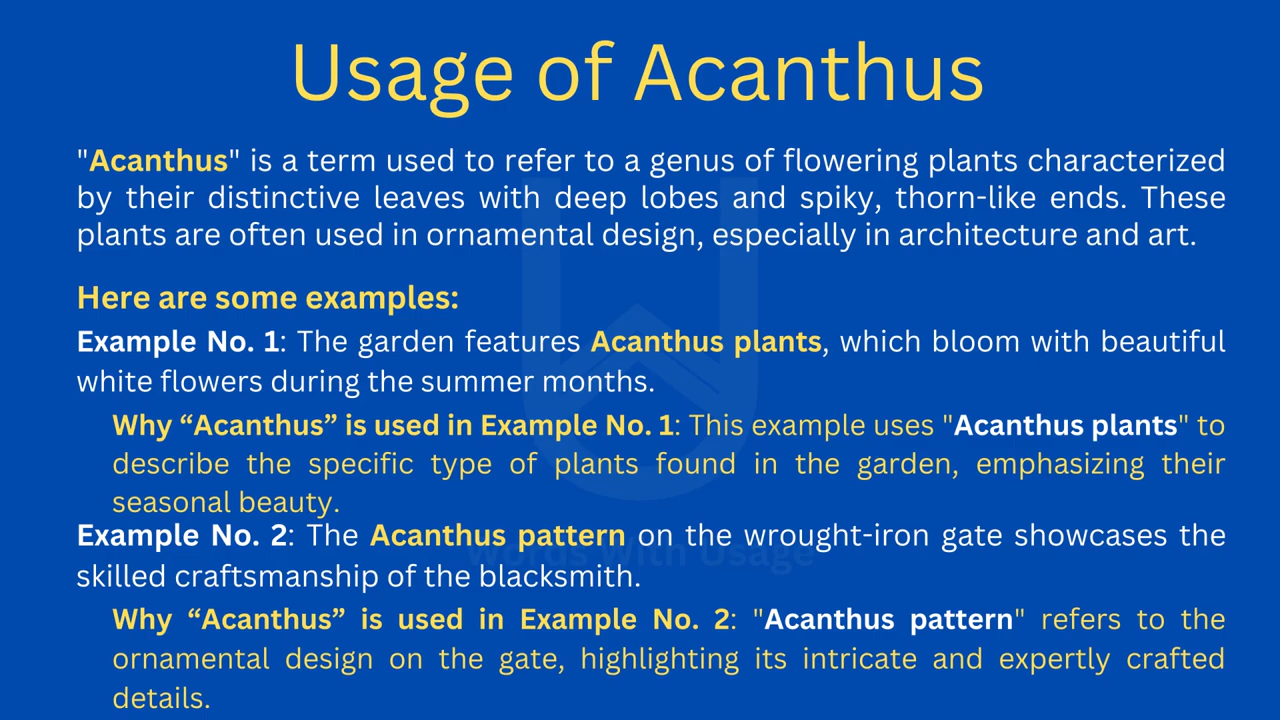 Usage of Acanthus
"Acanthus" is a term used to refer to a genus of flowering plants characterized
by their distinctive leaves with deep lobes and spiky, thorn-like ends. These
plants are often used in ornamental design, especially in architecture and art.
Here are some examples:
Example No. 1: The garden features Acanthus plants, which bloom with beautiful
white flowers during the summer months.
Why “Acanthus” is used in Example No. 1: This example uses "Acanthus plants" to
describe the specific type of plants found in the garden, emphasizing their
seasonal beauty.
Example No. 2: The Acanthus pattern on the wrought-iron gate showcases the
Words With Usage
skilled craftsmanship of the blacksmith.
Why “Acanthus” is used in Example No. 2: "Acanthus pattern" refers to the
ornamental design on the gate, highlighting its intricate and expertly crafted
details.